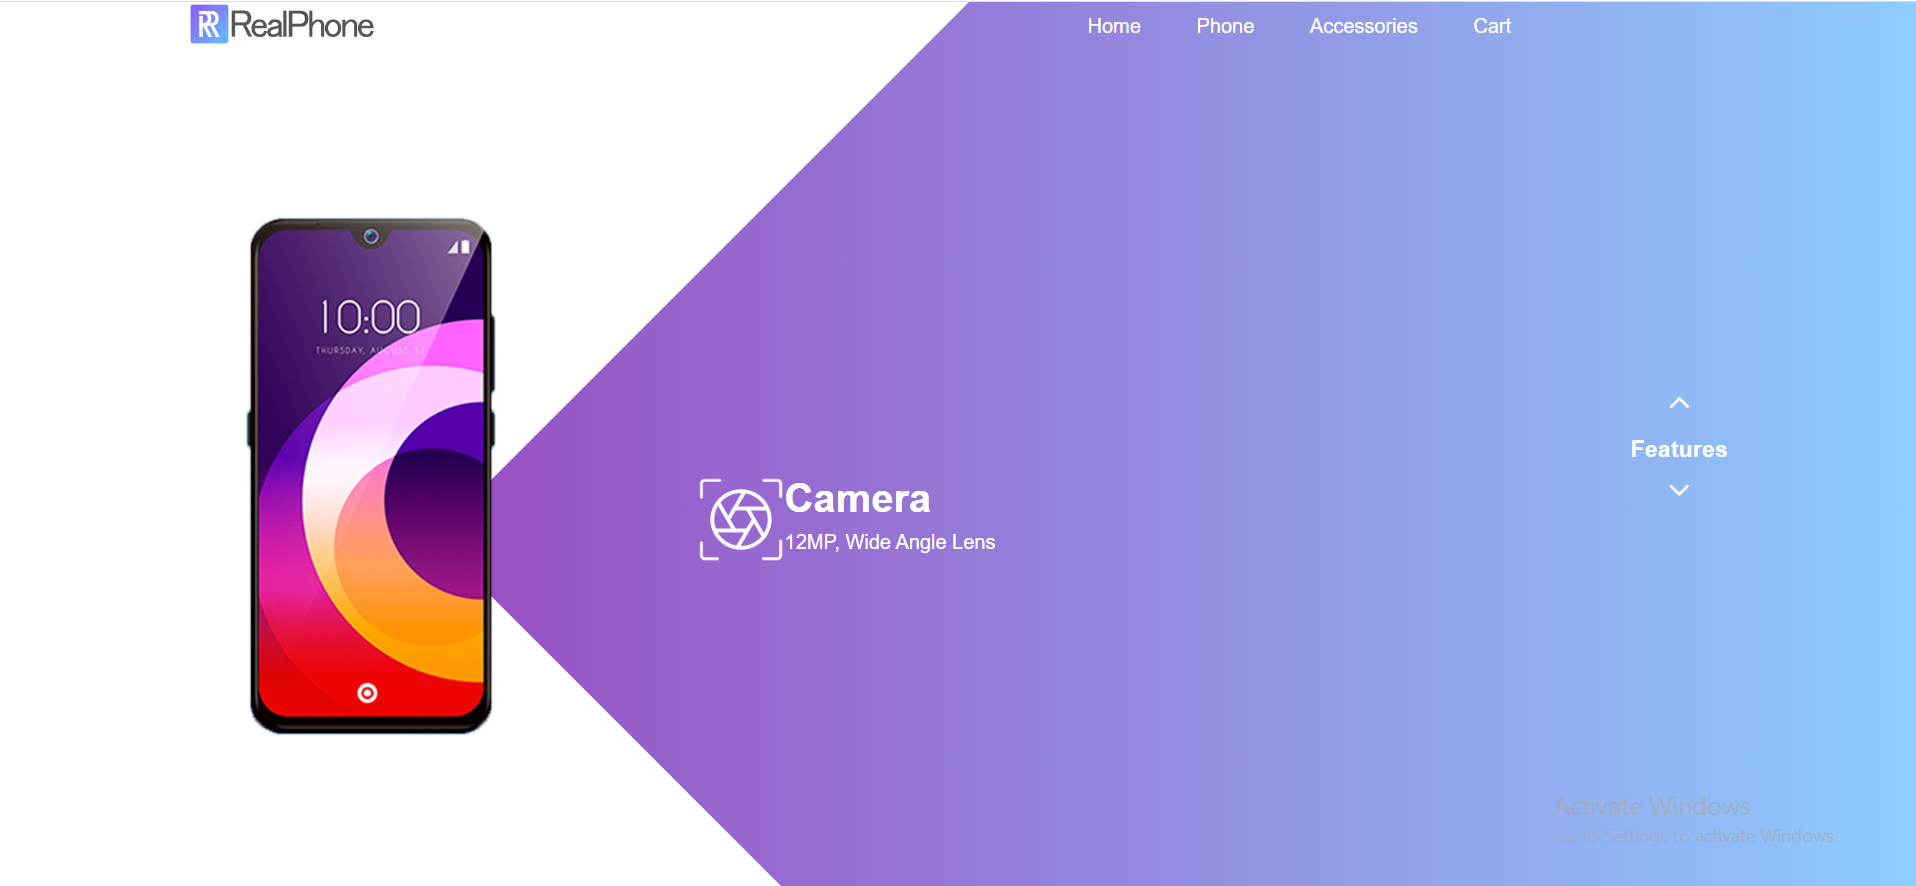 RealPhone
Home
Phone
Accessories
Cart
10:00
THURSDAY, AUGUST 31
Features
Camera
12MP, Wide Angle Lens
Activate Windows
Go to Settings to activate Windows.